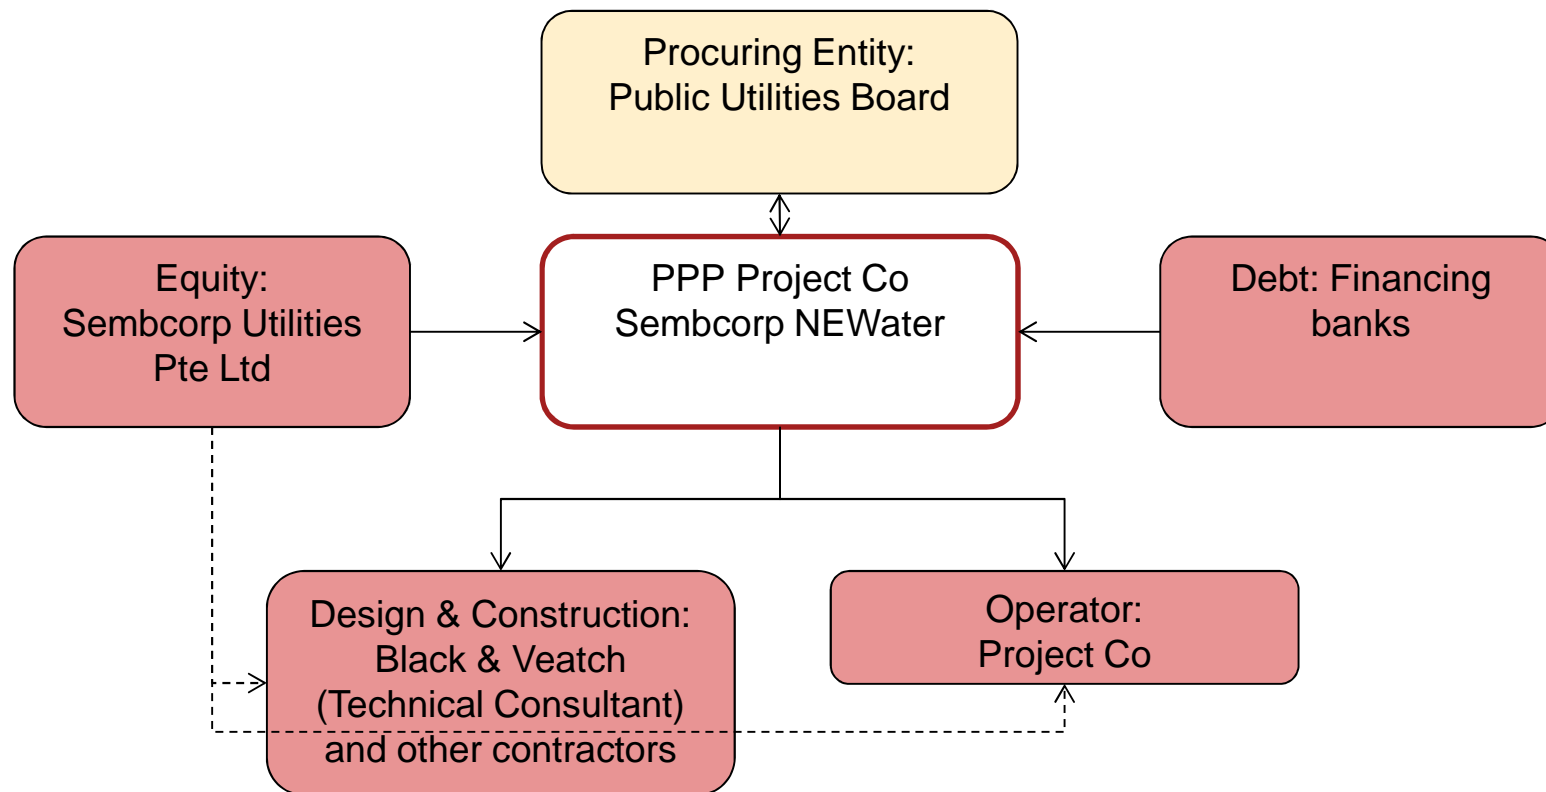 Procuring Entity:
Public Utilities Board
Equity:
Sembcorp Utilities
Pte Ltd
PPP Project Co
Sembcorp NEWater
Debt: Financing
banks
Design & Construction:
Black & Veatch
(Technical Consultant)
and other contractors
Operator:
Project Co